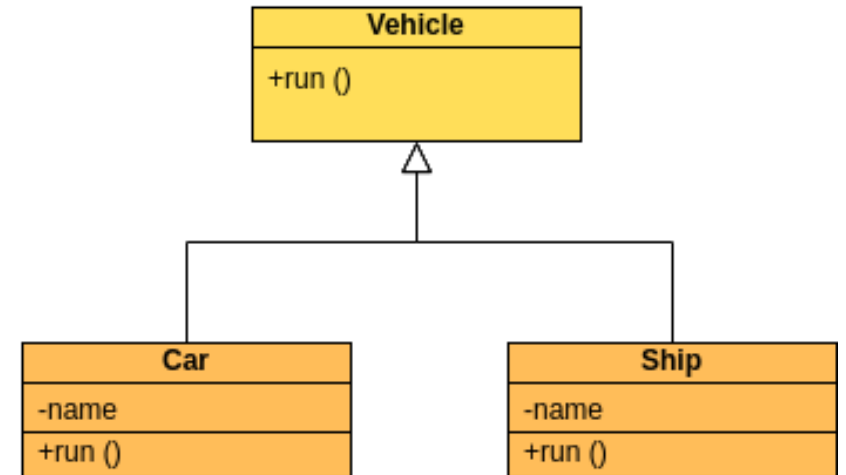 Vehicle
+run ()
Car
-name
+run ()
Ship
-name
+run ()